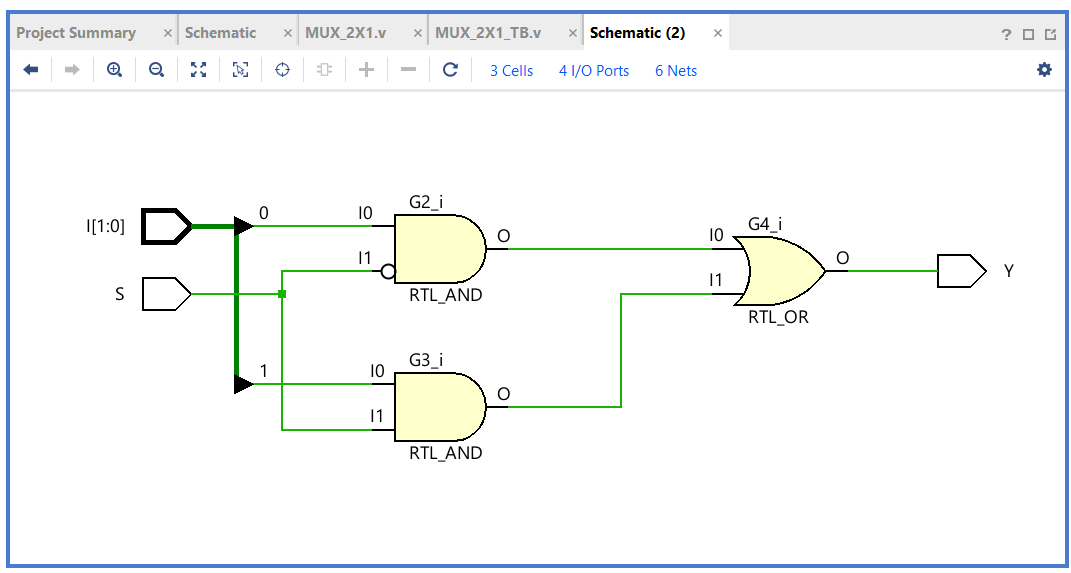 Project Summary × Schematic × MUX_2X1.v × MUX_2X1_TB.v × Schematic (2) × ?
3 Cells 4 I/O Ports 6 Nets
G2_i
I[1:0] 0 I0 O
G4_i
I0
I1 O
RTL_AND
S
I1 Y
RTL_OR
G3_i
1 I0 O
I1
RTL_AND